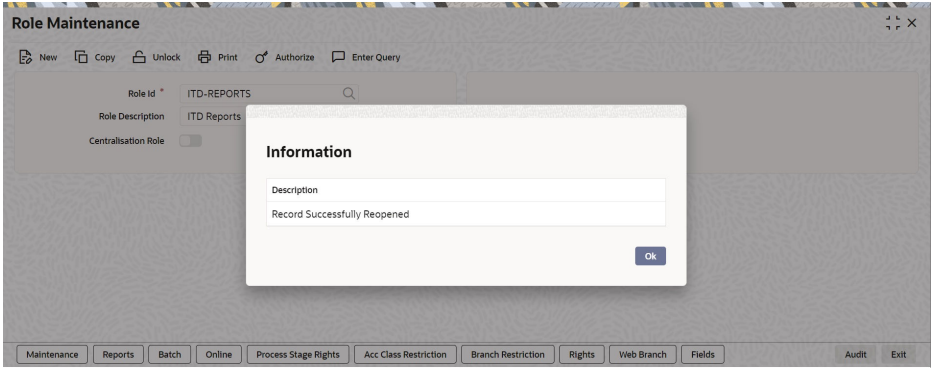 Role Maintenance
New Copy Unlock Print Authorize Enter Query
Role Id * ITD-REPORTS
Role Description ITD Reports
Centralisation Role
Information
Description
Record Successfully Reopened
Ok
Maintenance Reports Batch Online Process Stage Rights Acc Class Restriction Branch Restriction Rights Web Branch Fields Audit Exit